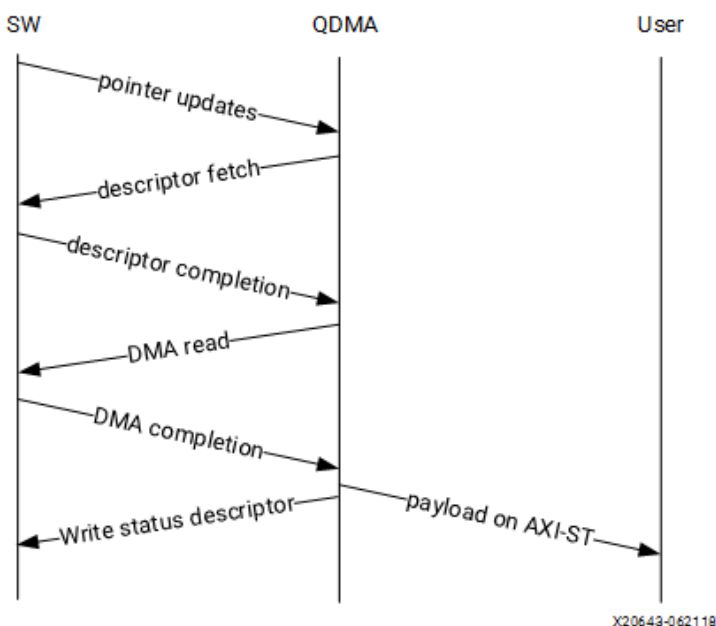 SW
QDMA
User
pointer updates
descriptor fetch
descriptor completion
DMA read
DMA completion
payload on AXI-ST
Write status descriptor
X20643-062119